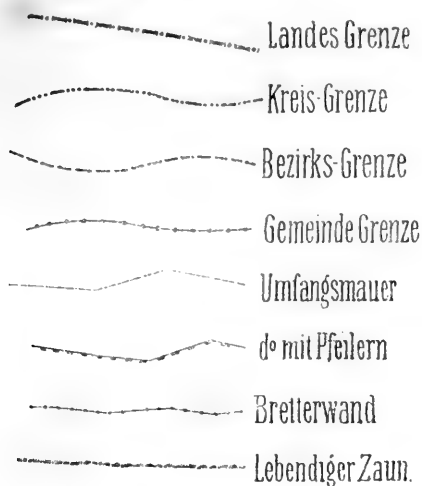 Landes Grenze
Kreis-Grenze
Bezirks-Grenze
Gemeinde Grenze
Umfangsmauer
dº mit Pfeilern
Bretterwand
Lebendiger Zaun.